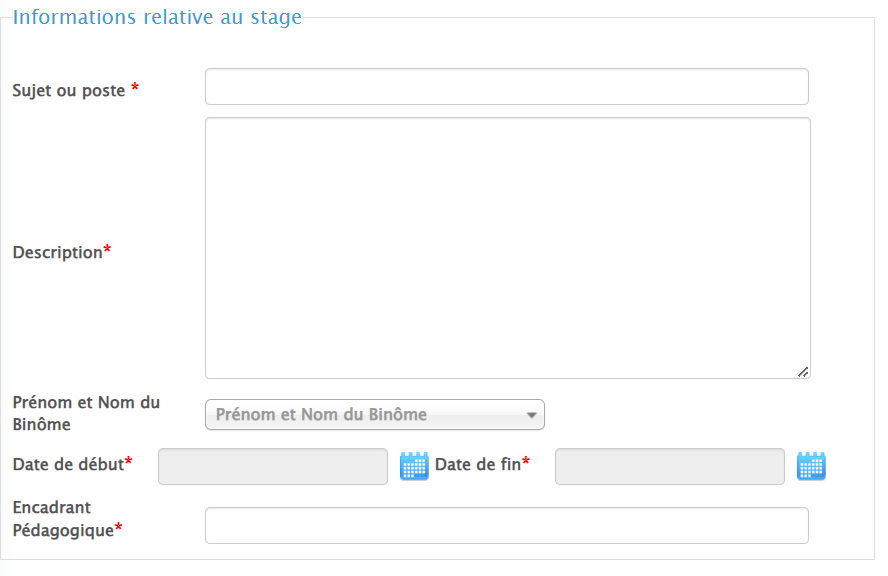 Informations relative au stage
Sujet ou poste *
Description*
Prénom et Nom du
Binôme
Prénom et Nom du Binôme
Date de début*
Date de fin*
Encadrant
Pédagogique*